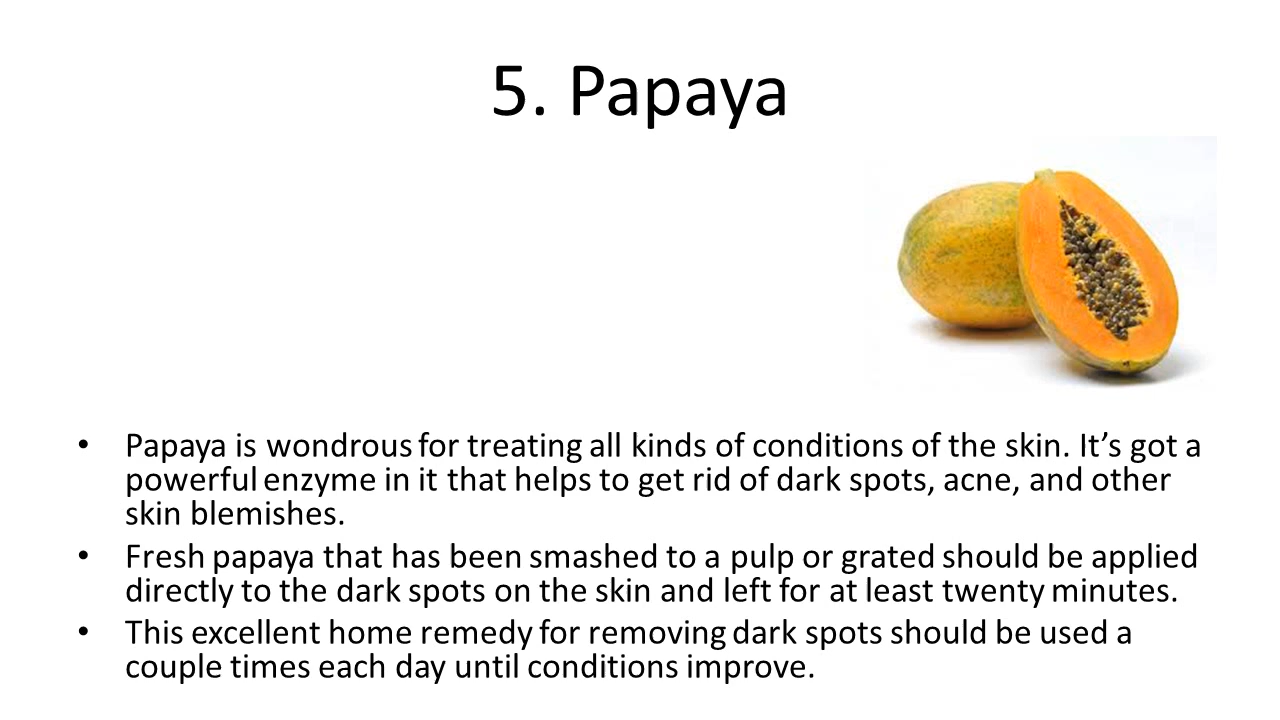 5. Papaya
• Papaya is wondrous for treating all kinds of conditions of the skin. It’s got a
powerful enzyme in it that helps to get rid of dark spots, acne, and other
skin blemishes.
• Fresh papaya that has been smashed to a pulp or grated should be applied
directly to the dark spots on the skin and left for at least twenty minutes.
• This excellent home remedy for removing dark spots should be used a
couple times each day until conditions improve.